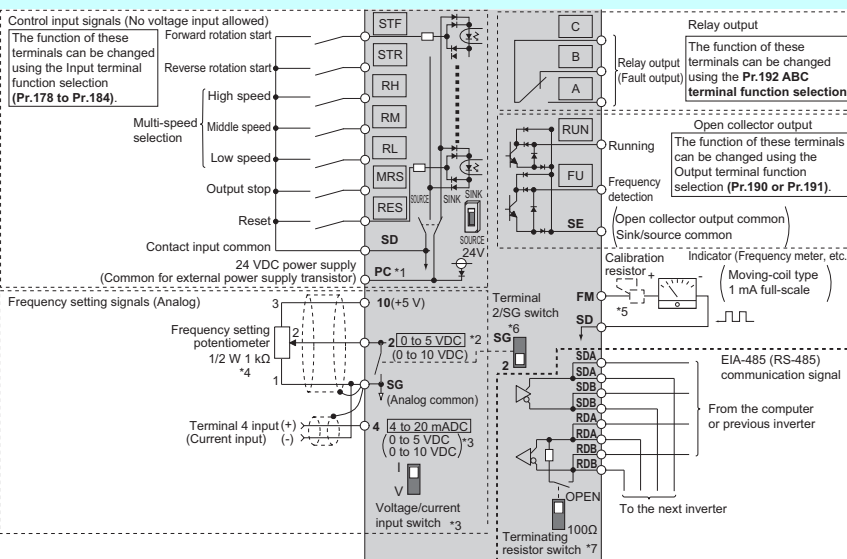 Control input signals (No voltage input allowed)
The function of these
terminals can be changed
using the Input terminal
function selection
(Pr.178 to Pr.184).
Forward rotation start
Reverse rotation start
Multi-speed
selection
High speed
Middle speed
Low speed
Output stop
Reset
Contact input common
24 VDC power supply
(Common for external power supply transistor)
STF
STR
RH
RM
RL
MRS
RES
SD
PC *1
SOURCE
SINK
SINK
SOURCE
24V
C
B
A
Relay output
(Fault output)
Relay output
The function of these
terminals can be changed
using the Pr.192 ABC
terminal function selection
RUN
FU
SE
Running
Frequency
detection
Open collector output
The function of these terminals
can be changed using the
Output terminal function
selection (Pr.190 or Pr.191).
(Open collector output common
Sink/source common)
Calibration
resistor
+
-
*5
Indicator (Frequency meter, etc.
(Moving-coil type
1 mA full-scale)
FM
SD
Frequency setting signals (Analog)
Frequency setting
potentiometer
1/2 W 1 kΩ
*4
3
2
1
10(+5 V)
2 0 to 5 VDC *2
(0 to 10 VDC)
SG
(Analog common)
Terminal 4 input
(Current input)
(+)
(-)
4 4 to 20 mADC
(0 to 5 VDC
0 to 10 VDC)*3
I
V
Voltage/current
input switch *3
Terminal
2/SG switch
*6
SG
2
SDA
SDA
SDB
SDB
RDA
RDA
RDB
RDB
EIA-485 (RS-485)
communication signal
From the computer
or previous inverter
To the next inverter
OPEN
100Ω
Terminating
resistor switch *7